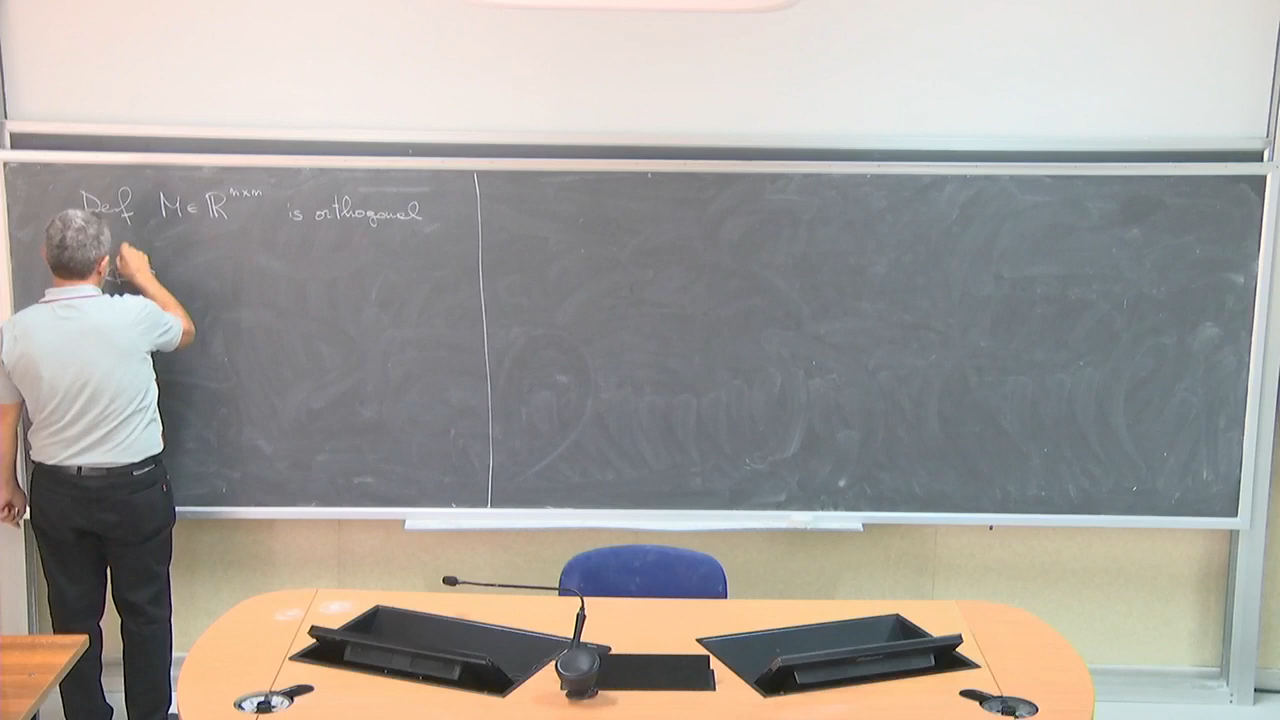 Def M ∈ ℝ^{n×n} is orthogonal